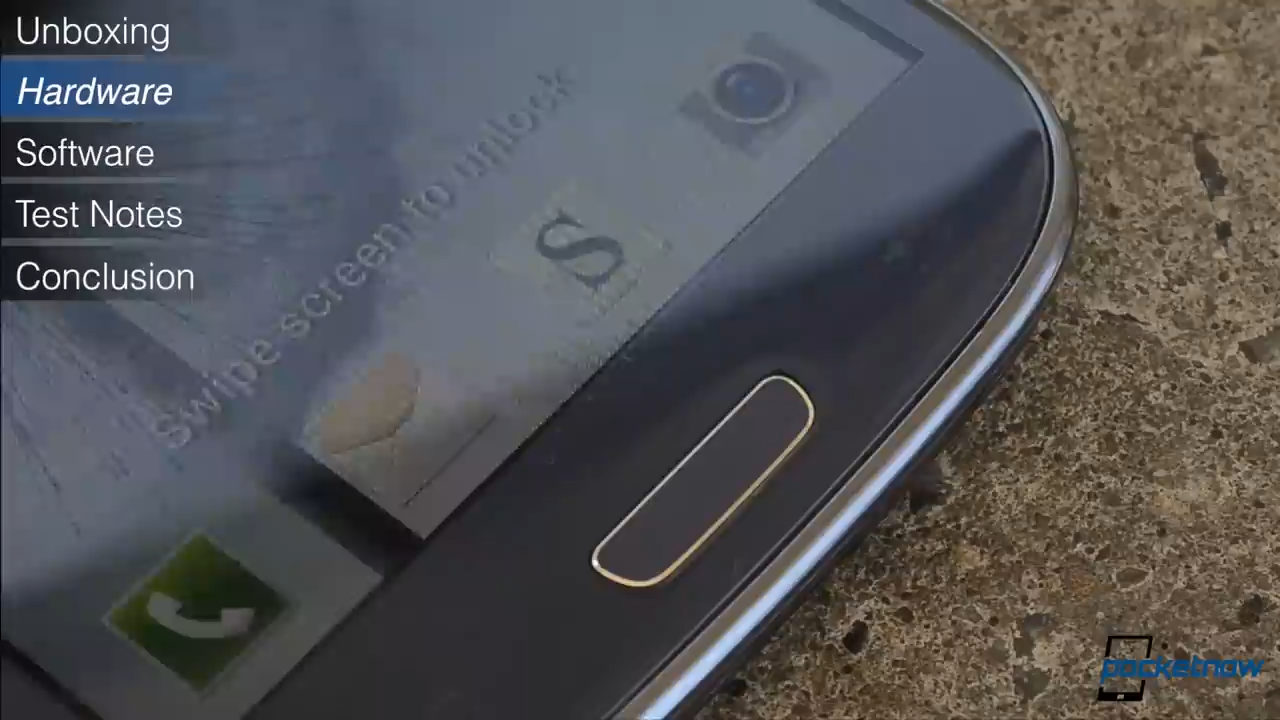 Unboxing
Hardware
Software
Test Notes
Conclusion
Swipe screen to unlock
S
pocketnow